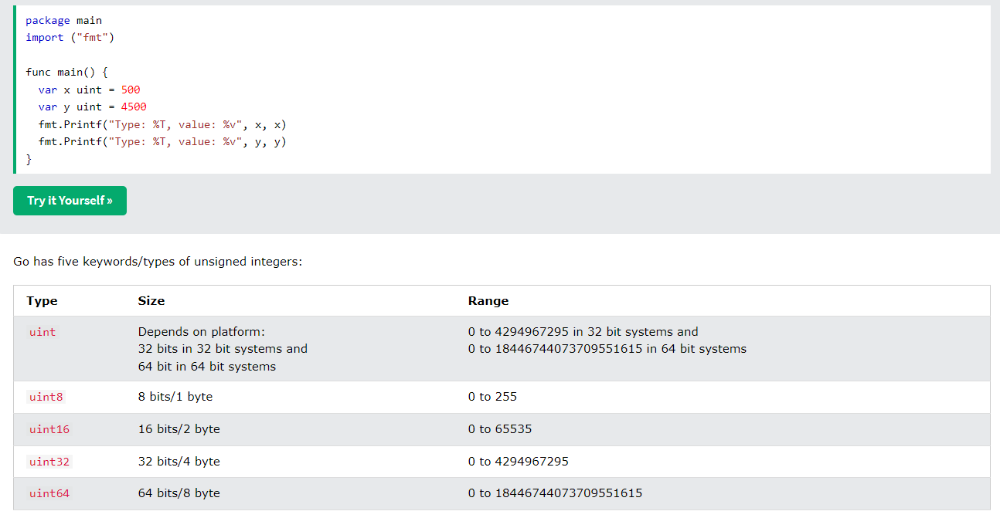 package main
import ("fmt")
func main() {
var x uint = 500
var y uint = 4500
fmt.Printf("Type: %T, value: %v", x, x)
fmt.Printf("Type: %T, value: %v", y, y)
}
Try it Yourself »
Go has five keywords/types of unsigned integers:
Type Size Range
uint Depends on platform: 0 to 4294967295 in 32 bit systems and
32 bits in 32 bit systems and 0 to 18446744073709551615 in 64 bit systems
64 bit in 64 bit systems
uint8 8 bits/1 byte 0 to 255
uint16 16 bits/2 byte 0 to 65535
uint32 32 bits/4 byte 0 to 4294967295
uint64 64 bits/8 byte 0 to 18446744073709551615